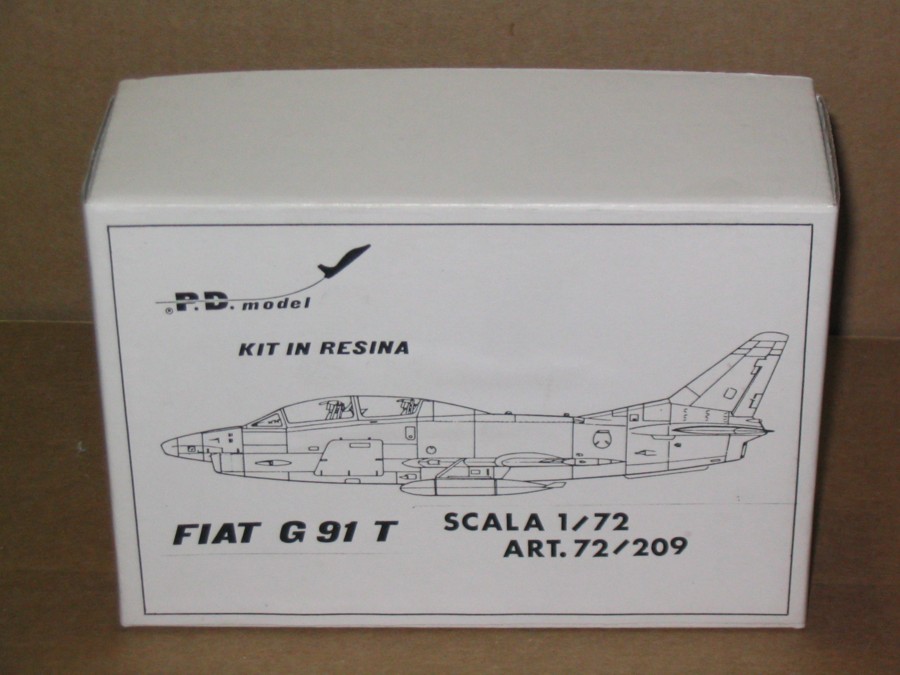 ® P.D. model
KIT IN RESINA
FIAT G 91 T
SCALA 1/72
ART. 72/209